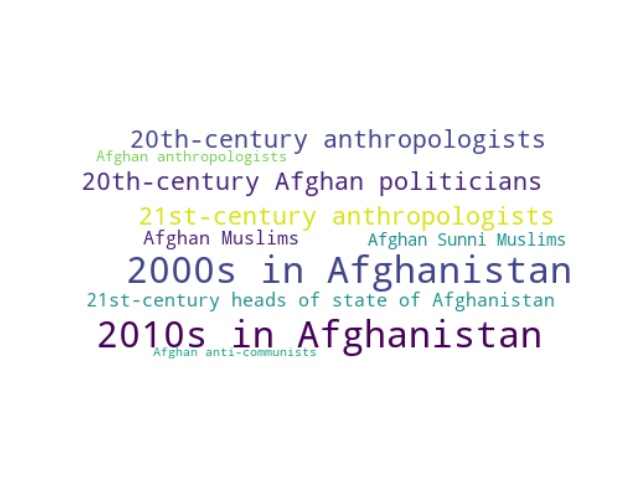 20th-century anthropologists
Afghan anthropologists
20th-century Afghan politicians
21st-century anthropologists
Afghan Muslims
Afghan Sunni Muslims
2000s in Afghanistan
21st-century heads of state of Afghanistan
2010s in Afghanistan
Afghan anti-communists